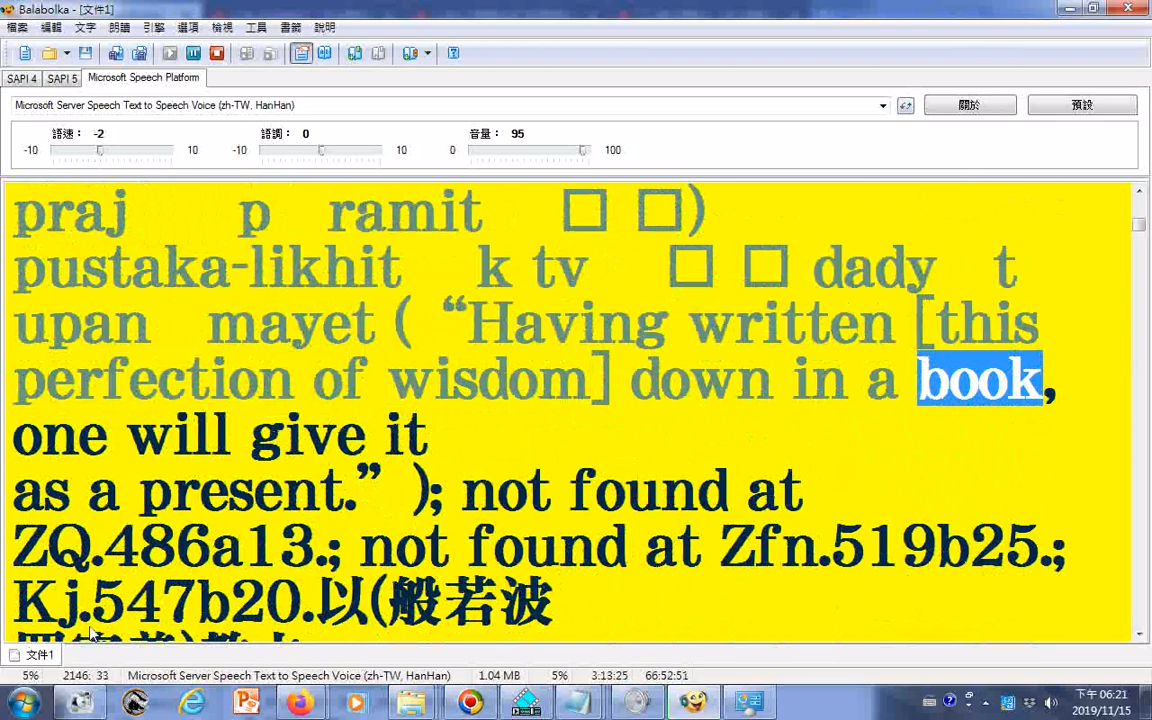 Balabolka - [文件1]
檔案 編輯 文字 朗讀 引擎 選項 檢視 工具 書籤 說明
SAPI 4 SAPI 5 Microsoft Speech Platform
Microsoft Server Speech Text to Speech Voice (zh-TW, HanHan) 關於 預設
語速： -2 語調： 0 音量： 95
-10 10 -10 10 0 100
praj p ramit □ □)
pustaka-likhit k tv □ □ dady t
upan mayet ( “Having written [this
perfection of wisdom] down in a book,
one will give it
as a present.” ); not found at
ZQ.486a13.; not found at Zfn.519b25.;
Kj.547b20.以(般若波
文件1
5% 2146: 33 Microsoft Server Speech Text to Speech Voice (zh-TW, HanHan) 1.04 MB 5% 3:13:25 66:52:51
下午 06:21
2019/11/15